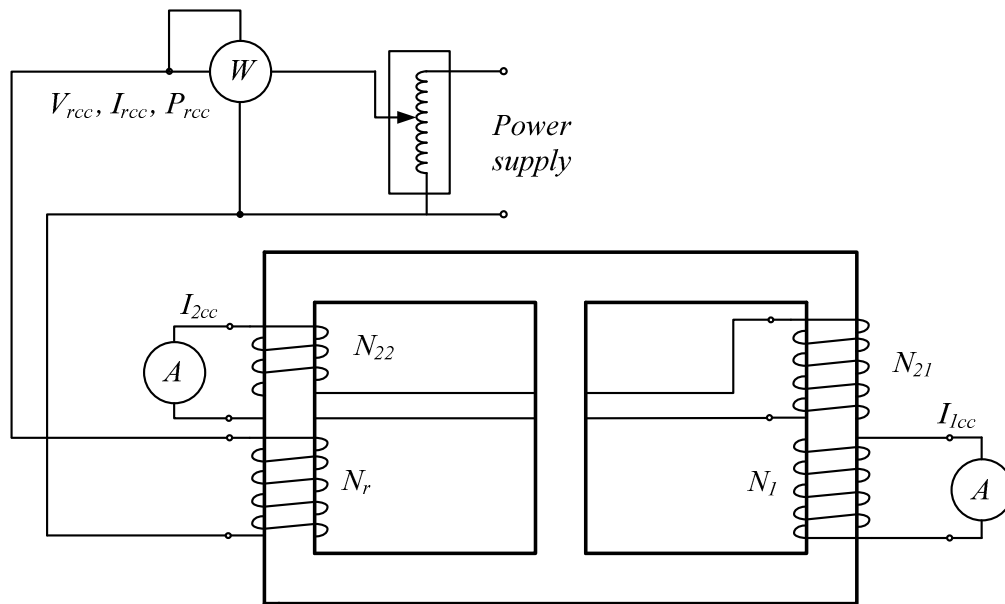 W
V_rcc, I_rcc, P_rcc
Power
supply
I_2cc
A
N_22
N_r
N_21
N_1
I_1cc
A